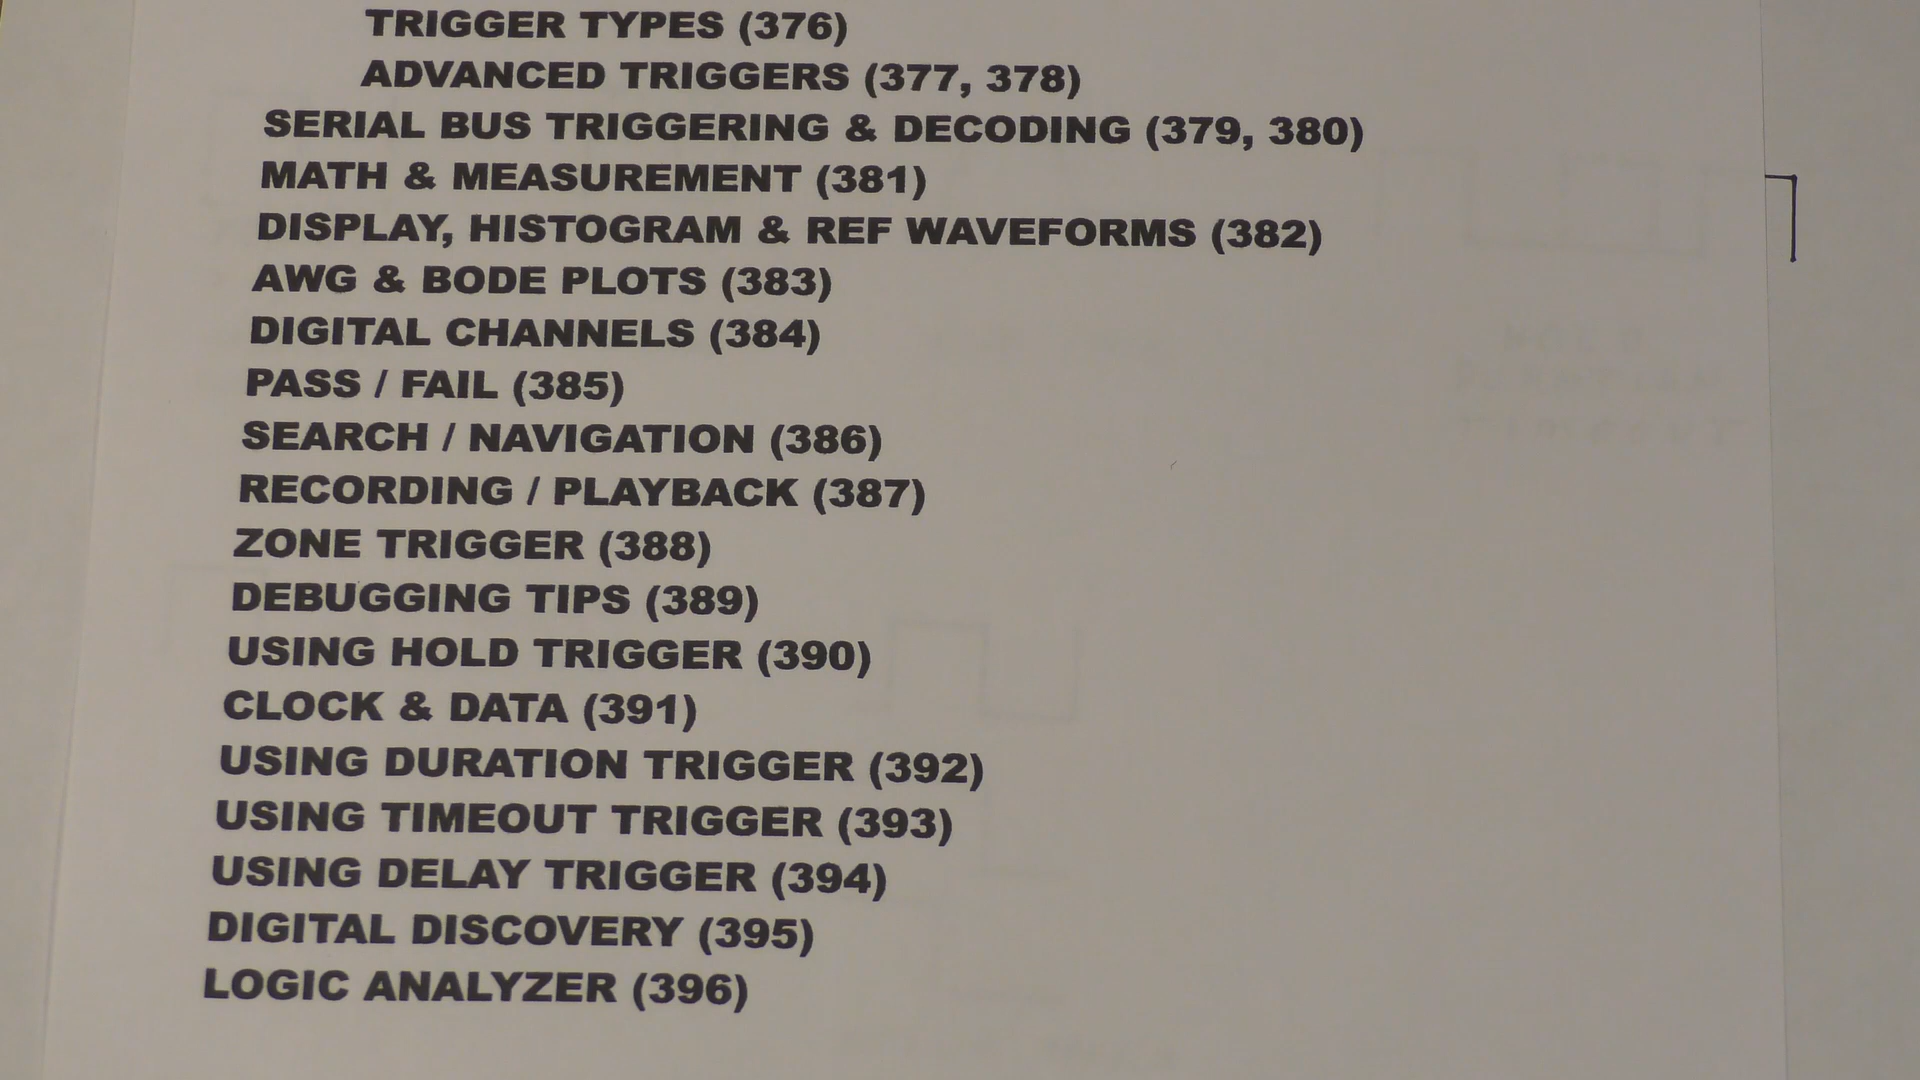 TRIGGER TYPES (376)
ADVANCED TRIGGERS (377, 378)
SERIAL BUS TRIGGERING & DECODING (379, 380)
MATH & MEASUREMENT (381)
DISPLAY, HISTOGRAM & REF WAVEFORMS (382)
AWG & BODE PLOTS (383)
DIGITAL CHANNELS (384)
PASS / FAIL (385)
SEARCH / NAVIGATION (386)
RECORDING / PLAYBACK (387)
ZONE TRIGGER (388)
DEBUGGING TIPS (389)
USING HOLD TRIGGER (390)
CLOCK & DATA (391)
USING DURATION TRIGGER (392)
USING TIMEOUT TRIGGER (393)
USING DELAY TRIGGER (394)
DIGITAL DISCOVERY (395)
LOGIC ANALYZER (396)